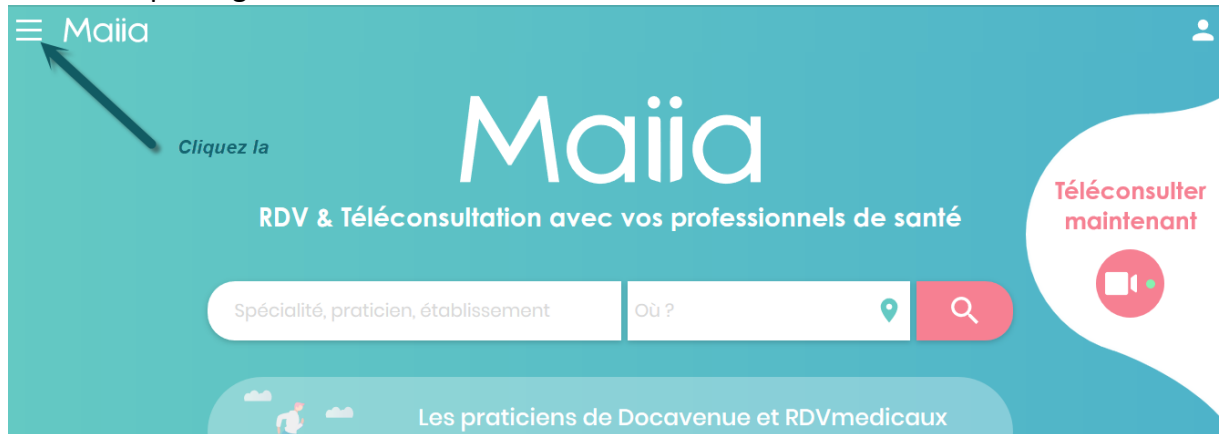 Maiia
Cliquez la
Maiia
RDV & Téléconsultation avec vos professionnels de santé
Téléconsulter
maintenant
Spécialité, praticien, établissement
Où ?
Les praticiens de Docavenue et RDVmedicaux